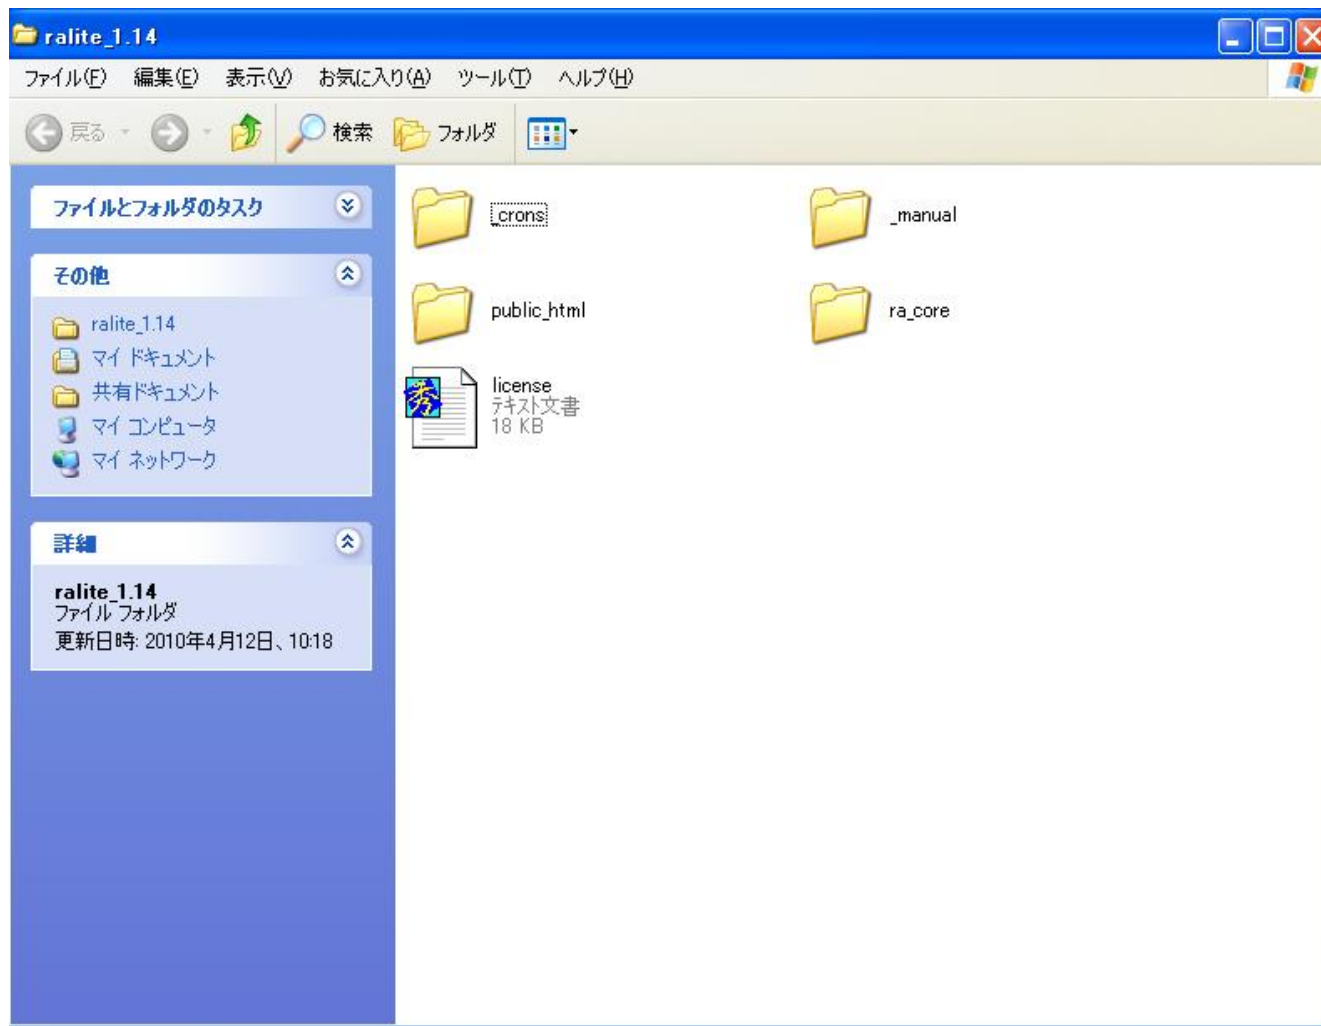 ralite_1.14
ファイル(F) 編集(E) 表示(V) お気に入り(A) ツール(T) ヘルプ(H)
戻る 検索 フォルダ
ファイルとフォルダのタスク
その他
ralite_1.14
マイ ドキュメント
共有ドキュメント
マイ コンピュータ
マイ ネットワーク
詳細
ralite_1.14
ファイル フォルダ
更新日時: 2010年4月12日、10:18
_crons
_manual
public_html
ra_core
秀
license
テキスト文書
18 KB